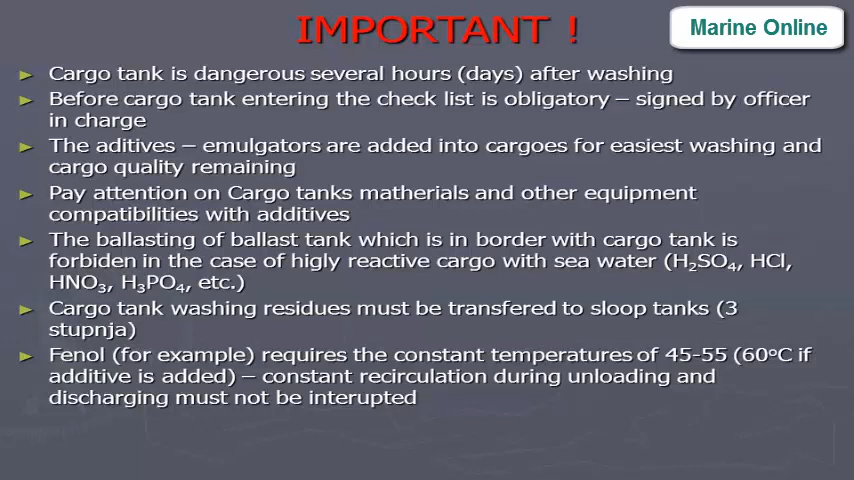 IMPORTANT !
Marine Online
► Cargo tank is dangerous several hours (days) after washing
► Before cargo tank entering the check list is obligatory – signed by officer
in charge
► The aditives – emulgators are added into cargoes for easiest washing and
cargo quality remaining
► Pay attention on Cargo tanks matherials and other equipment
compatibilities with additives
► The ballasting of ballast tank which is in border with cargo tank is
forbiden in the case of higly reactive cargo with sea water (H₂SO₄, HCl,
HNO₃, H₃PO₄, etc.)
► Cargo tank washing residues must be transfered to sloop tanks (3
stupnja)
► Fenol (for example) requires the constant temperatures of 45-55 (60ºC if
additive is added) – constant recirculation during unloading and
discharging must not be interupted